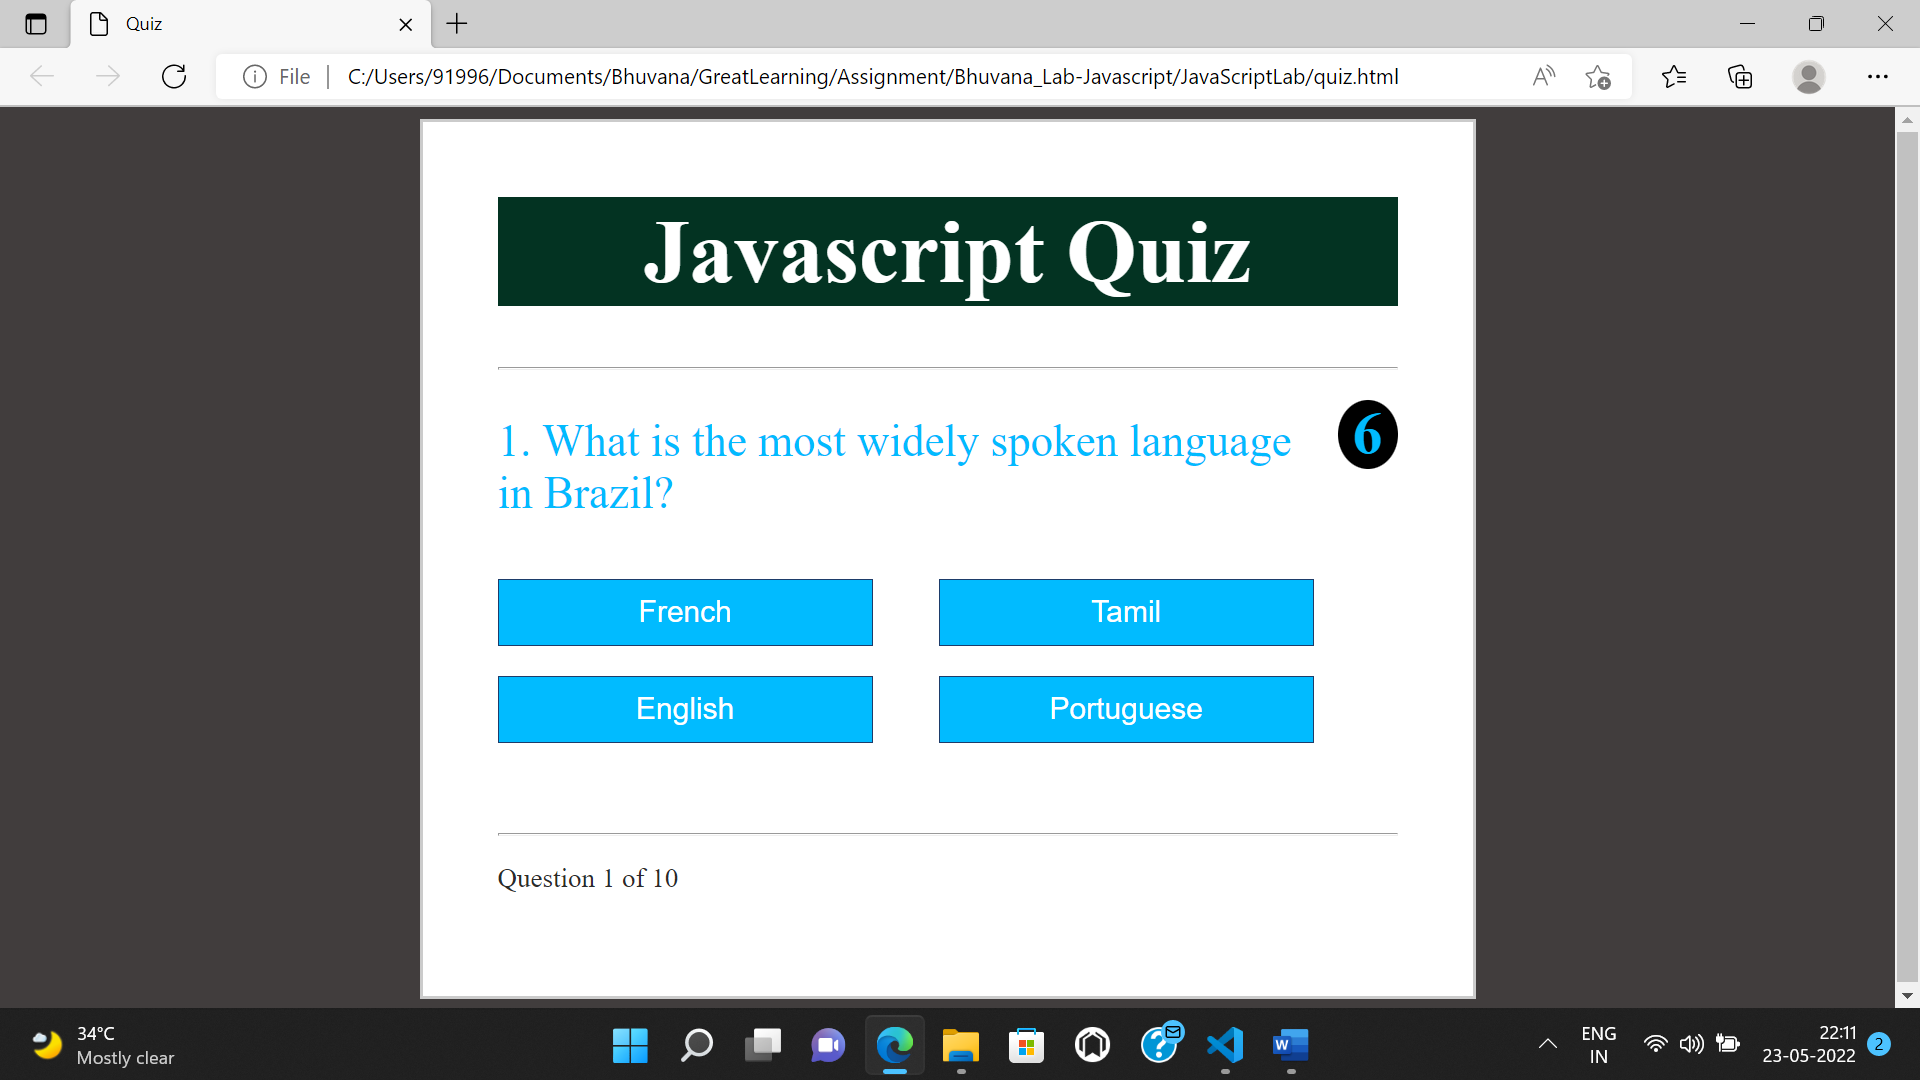 Quiz
File
C:/Users/91996/Documents/Bhuvana/GreatLearning/Assignment/Bhuvana_Lab-Javascript/JavaScriptLab/quiz.html
Javascript Quiz
1. What is the most widely spoken language
in Brazil?
6
French
Tamil
English
Portuguese
Question 1 of 10
34°C
Mostly clear
ENG
IN
22:11
23-05-2022
2